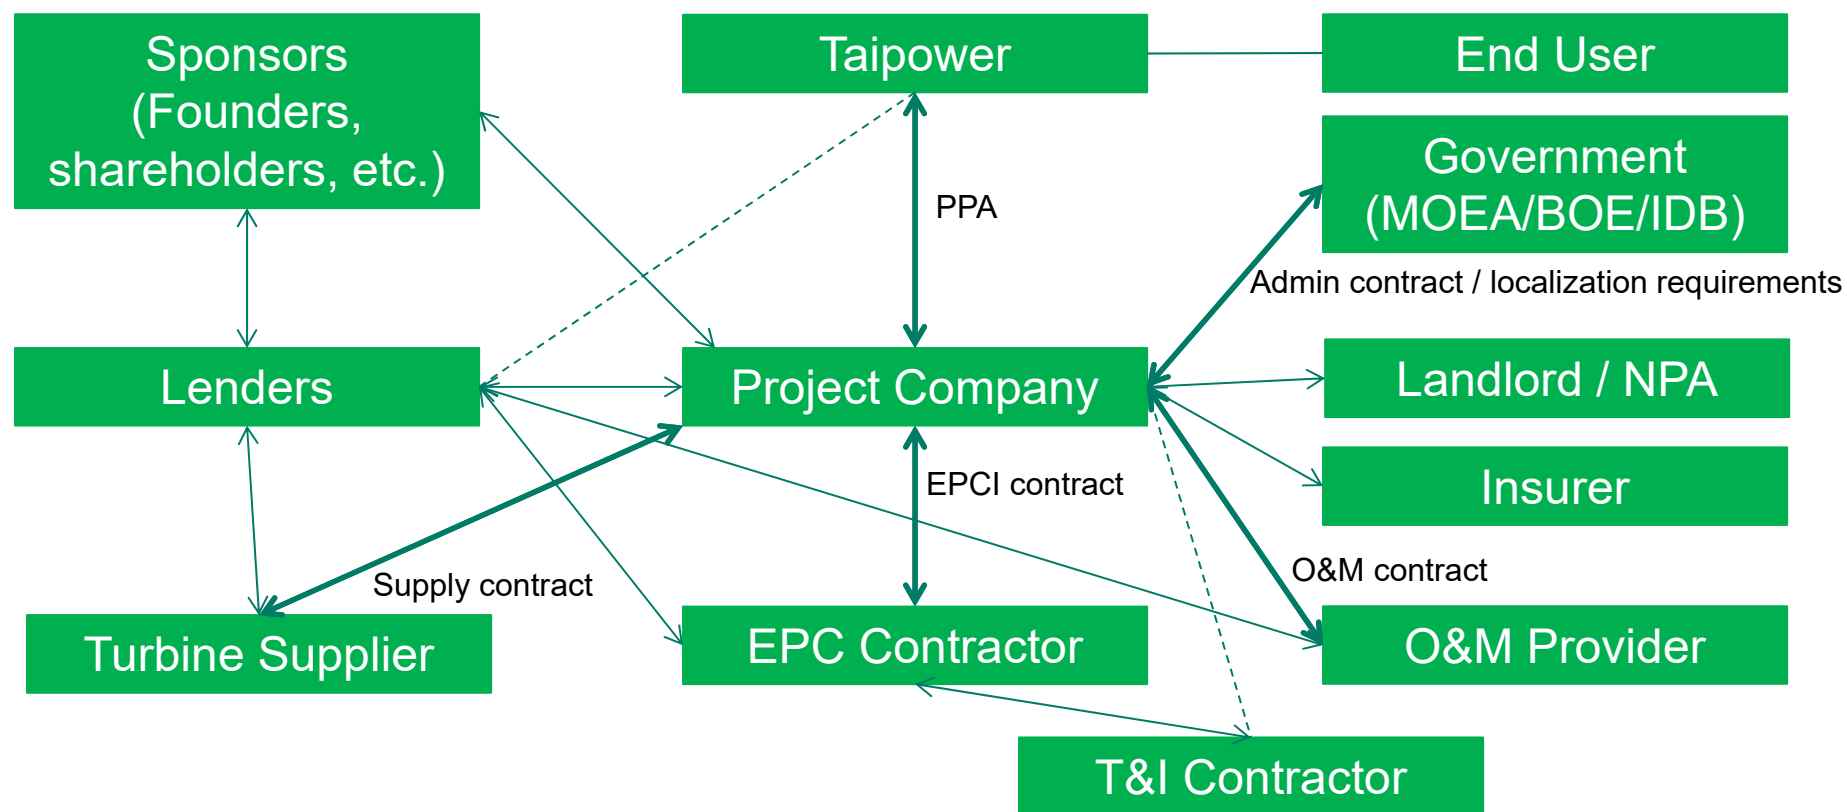 Sponsors
(Founders,
shareholders, etc.)
Taipower
End User
Government
(MOEA/BOE/IDB)
PPA
Admin contract / localization requirements
Lenders
Project Company
Landlord / NPA
Insurer
EPCI contract
Supply contract
O&M contract
Turbine Supplier
EPC Contractor
O&M Provider
T&I Contractor